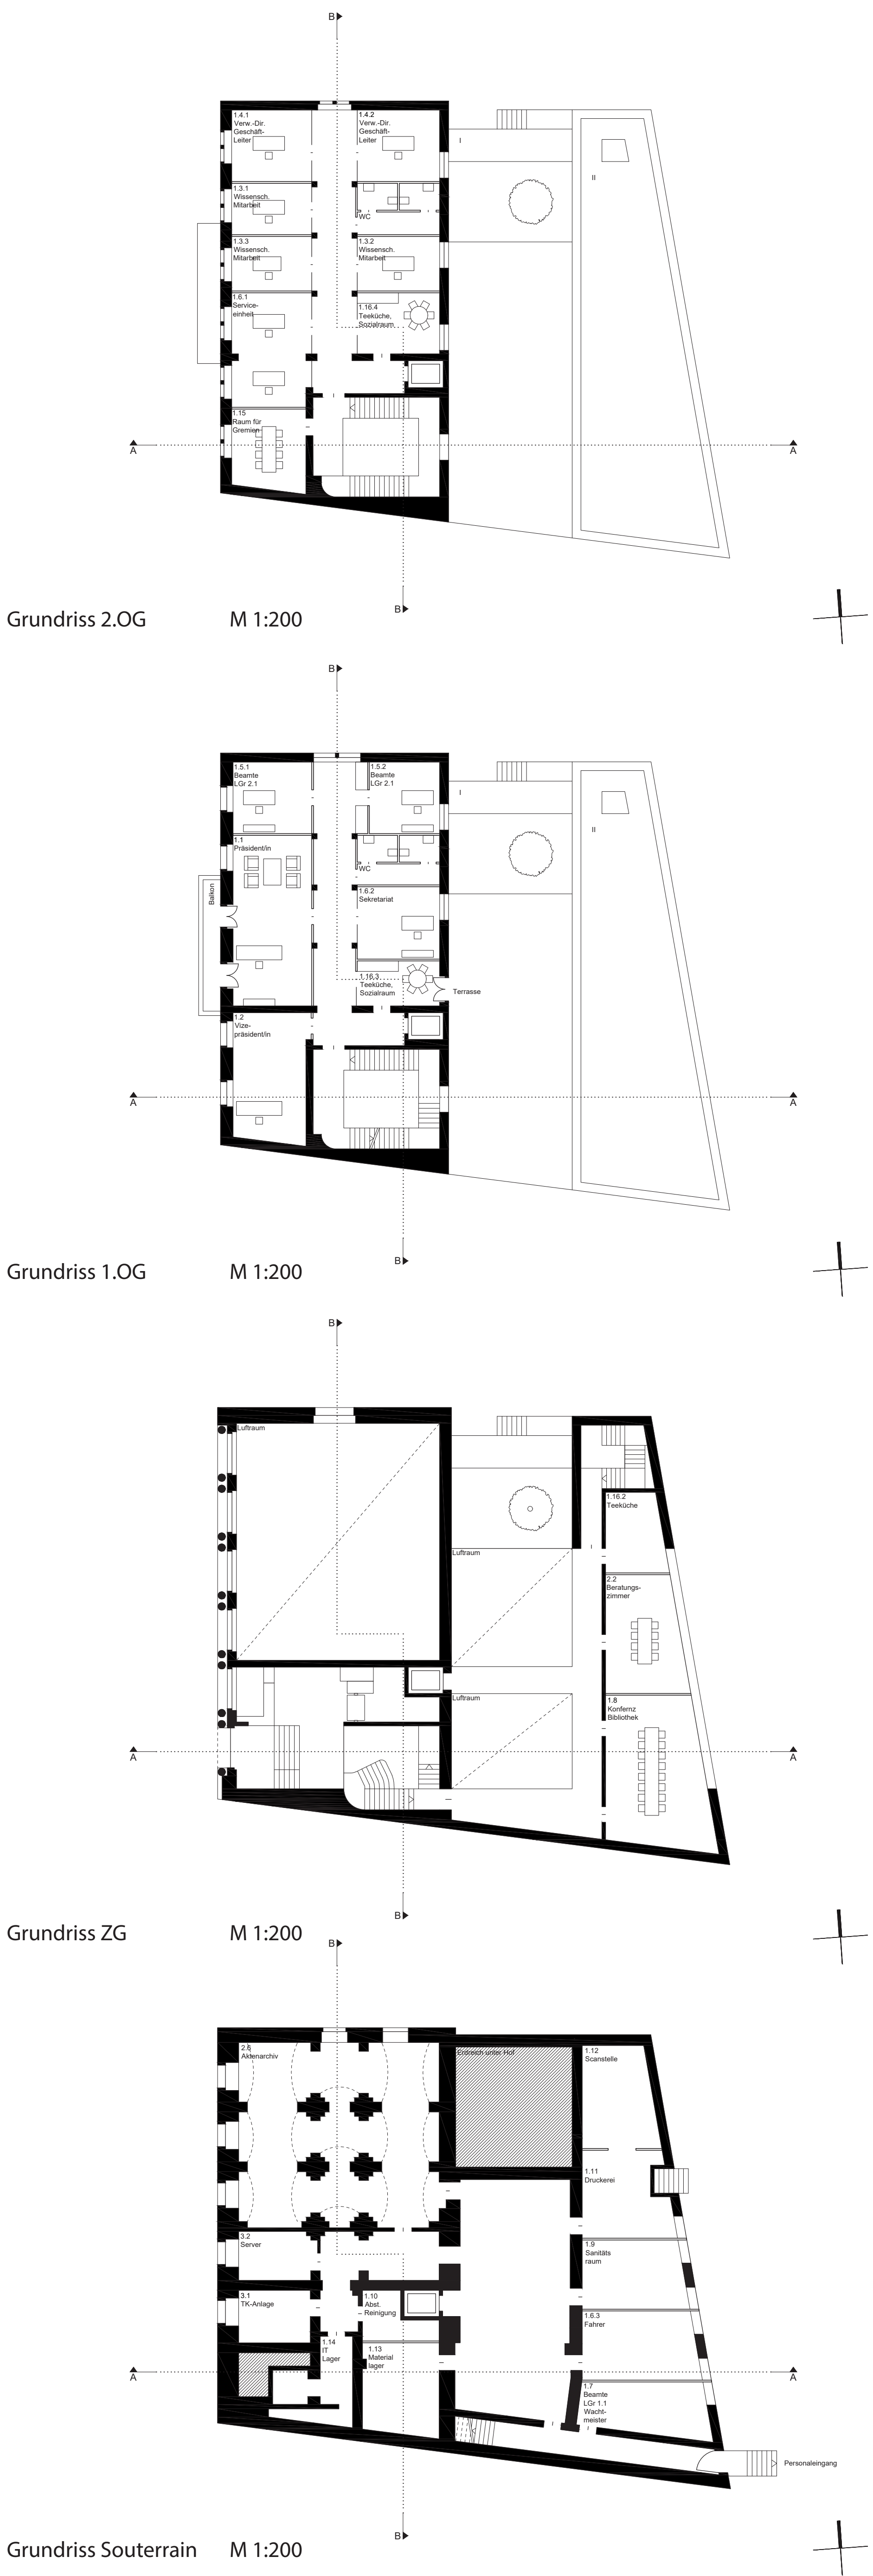 B
1.4.1
Verw.-Dir.
Geschäft-
Leiter
1.4.2
Verw.-Dir.
Geschäft-
Leiter
I
II
1.3.1
Wissensch.
Mitarbeit
WC
1.3.3
Wissensch.
Mitarbeit
1.3.2
Wissensch.
Mitarbeit
1.6.1
Service-
einheit
1.16.4
Teeküche,
Sozialraum
1.15
Raum für
Gremien
A
A
B
Grundriss 2.OG M 1:200
B
1.5.1
Beamte
LGr 2.1
1.5.2
Beamte
LGr 2.1
I
II
1.1
Präsident/in
WC
Balkon
1.6.2
Sekretariat
1.16.3
Teeküche,
Sozialraum
Terrasse
1.2
Vize-
präsident/in
A
A
B
Grundriss 1.OG M 1:200
B
Luftraum
1.16.2
Teeküche
Luftraum
2.2
Beratungs-
zimmer
Luftraum
1.8
Konfernz
Bibliothek
A
A
B
Grundriss ZG M 1:200
B
2.6
Aktenarchiv
Erdreich unter Hof
1.12
Scanstelle
1.11
Druckerei
3.2
Server
1.9
Sanitäts
raum
3.1
TK-Anlage
1.10
Abst.
Reinigung
1.6.3
Fahrer
1.14
IT
Lager
1.13
Material
lager
A
A
1.7
Beamte
LGr 1.1
Wacht-
meister
Personaleingang
B
Grundriss Souterrain M 1:200